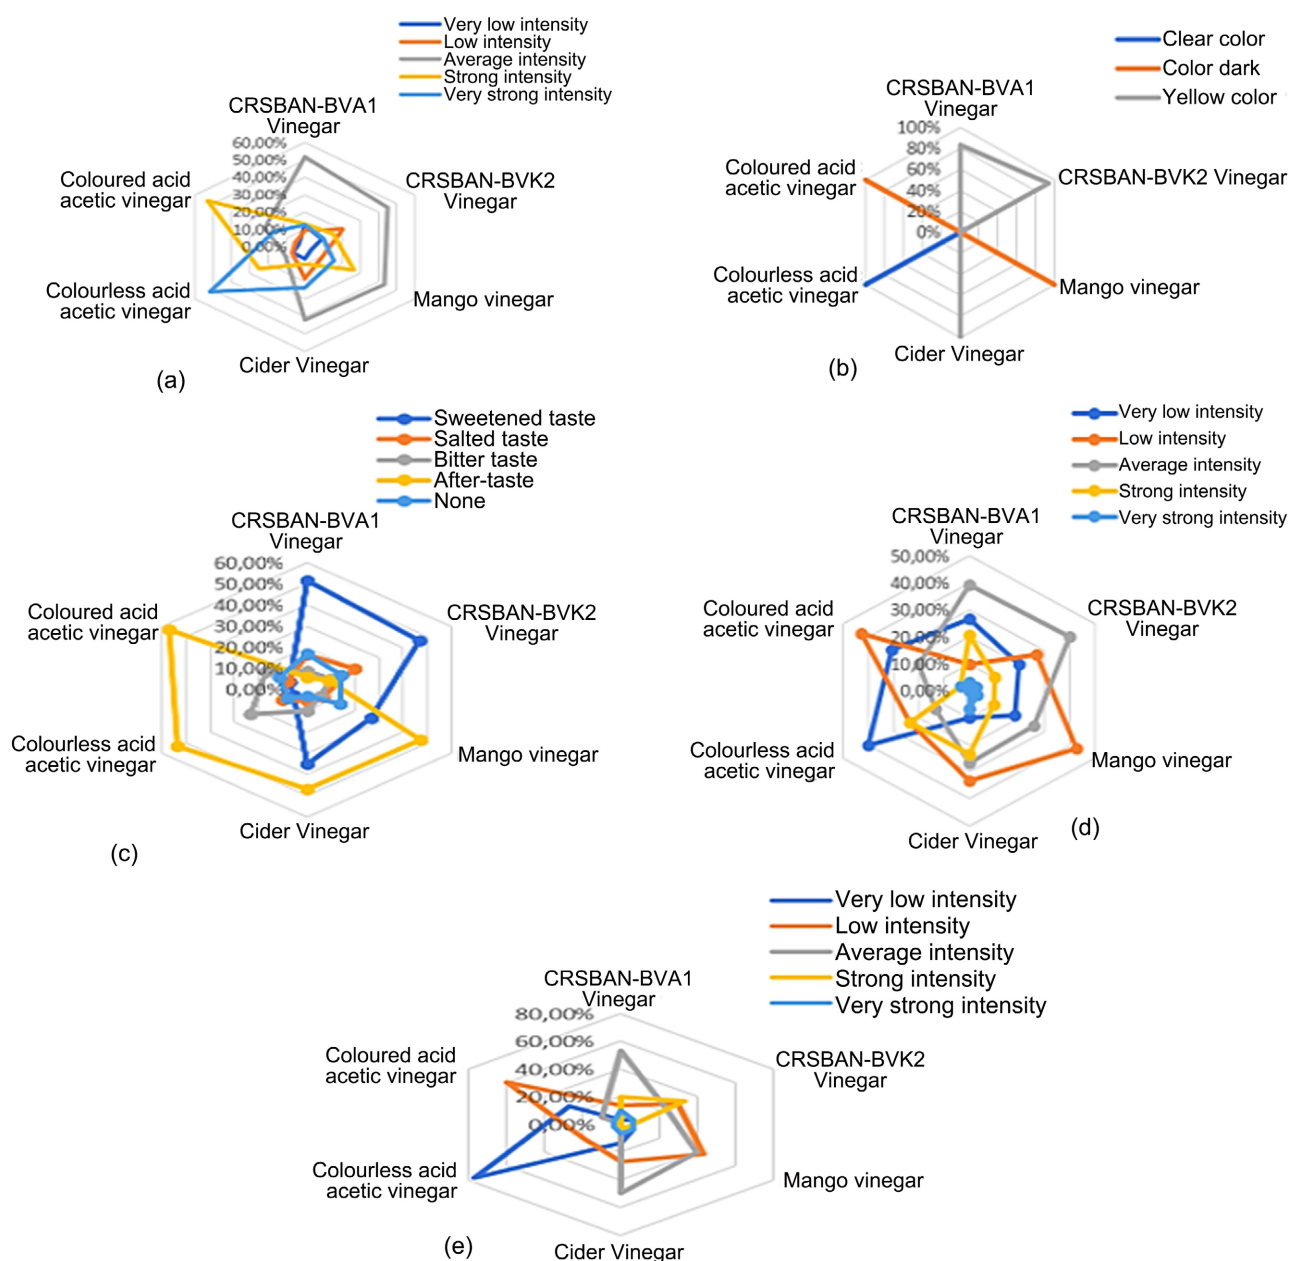 Very low intensity
Low intensity
Average intensity
Strong intensity
Very strong intensity
CRSBAN-BVA1
Vinegar
60,00%
50,00%
40,00%
30,00%
20,00%
10,00%
0,00%
Coloured acid
acetic vinegar
CRSBAN-BVK2
Vinegar
Colourless acid
acetic vinegar
Mango vinegar
Cider Vinegar
(a)
Clear color
Color dark
Yellow color
CRSBAN-BVA1
Vinegar
100%
80%
60%
40%
20%
0%
Coloured acid
acetic vinegar
CRSBAN-BVK2 Vinegar
Colourless acid
acetic vinegar
Mango vinegar
Cider Vinegar
(b)
Sweetened taste
Salted taste
Bitter taste
After-taste
None
CRSBAN-BVA1
Vinegar
60,00%
50,00%
40,00%
30,00%
20,00%
10,00%
0,00%
Coloured acid
acetic vinegar
CRSBAN-BVK2
Vinegar
Colourless acid
acetic vinegar
Mango vinegar
Cider Vinegar
(c)
Very low intensity
Low intensity
Average intensity
Strong intensity
Very strong intensity
CRSBAN-BVA1
Vinegar
50,00%
40,00%
30,00%
20,00%
10,00%
0,00%
Coloured acid
acetic vinegar
CRSBAN-BVK2
Vinegar
Colourless acid
acetic vinegar
Mango vinegar
Cider Vinegar
(d)
Very low intensity
Low intensity
Average intensity
Strong intensity
Very strong intensity
CRSBAN-BVA1
Vinegar
80,00%
60,00%
40,00%
20,00%
0,00%
Coloured acid
acetic vinegar
CRSBAN-BVK2
Vinegar
Colourless acid
acetic vinegar
Mango vinegar
Cider Vinegar
(e)